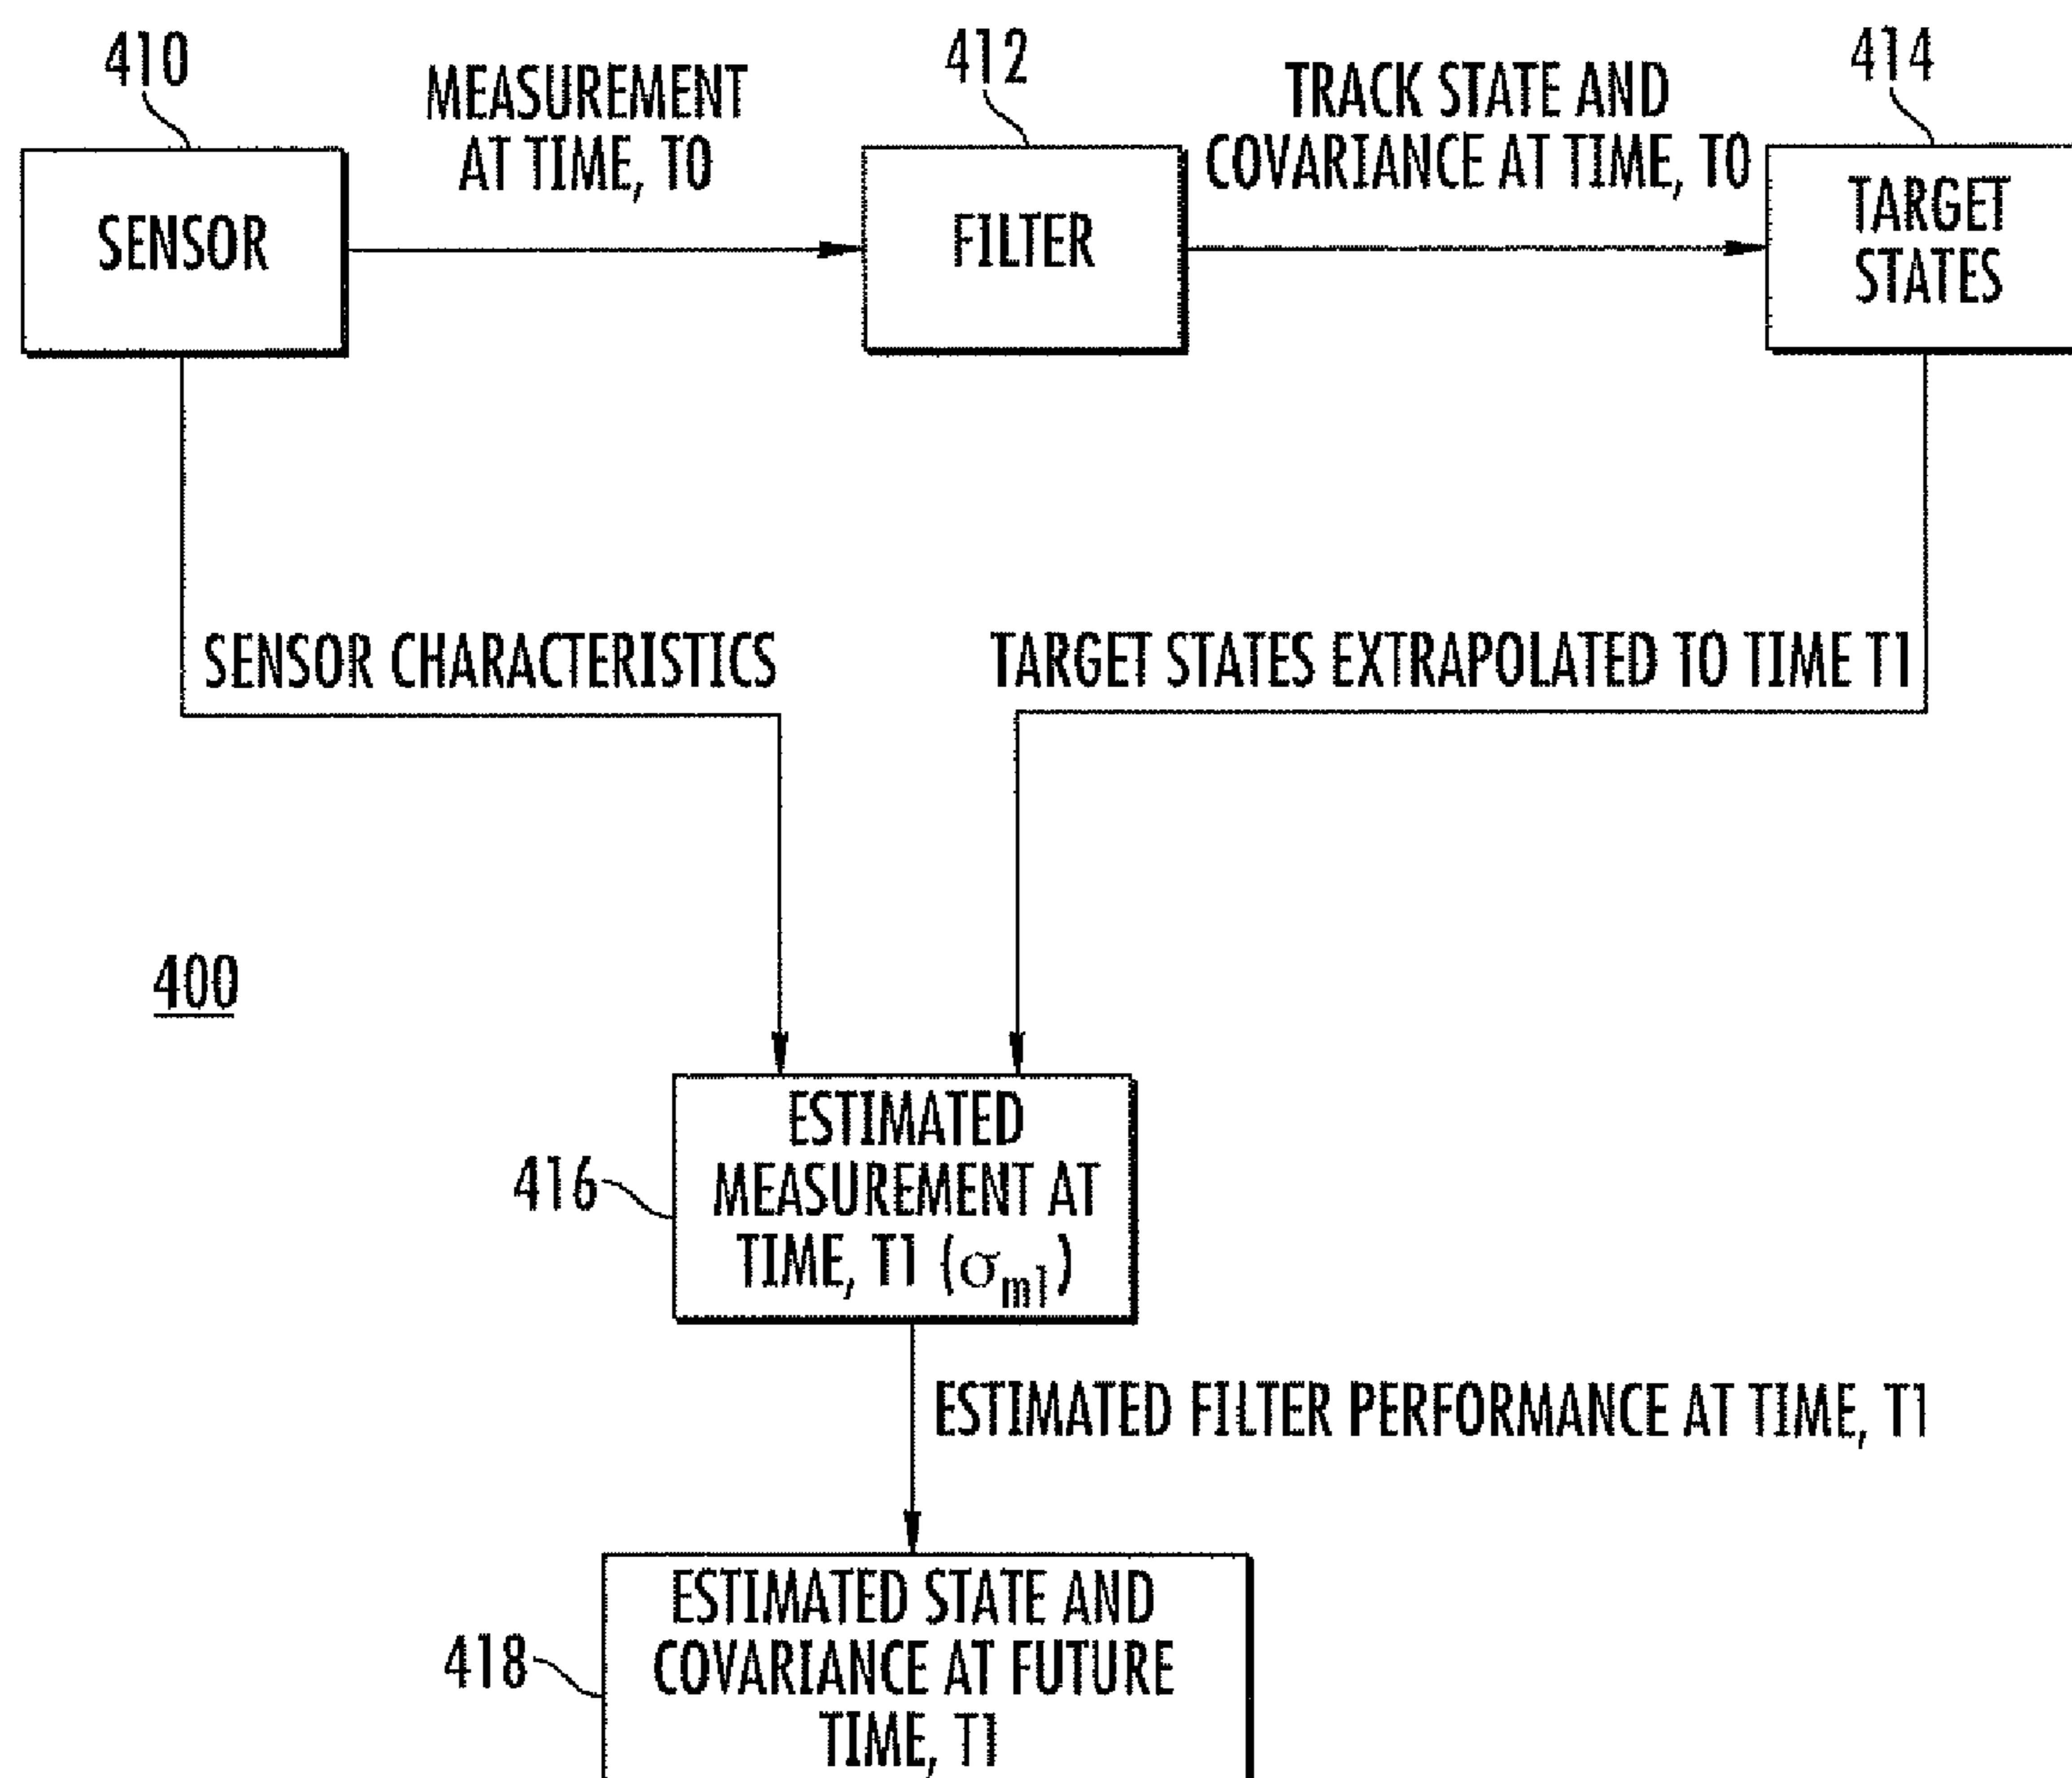 410
MEASUREMENT
AT TIME, T0
412
TRACK STATE AND
COVARIANCE AT TIME, T0
414
SENSOR
FILTER
TARGET
STATES
SENSOR CHARACTERISTICS
TARGET STATES EXTRAPOLATED TO TIME T1
400
416
ESTIMATED
MEASUREMENT AT
TIME, T1 (σm1)
ESTIMATED FILTER PERFORMANCE AT TIME, T1
418
ESTIMATED STATE AND
COVARIANCE AT FUTURE
TIME, T1